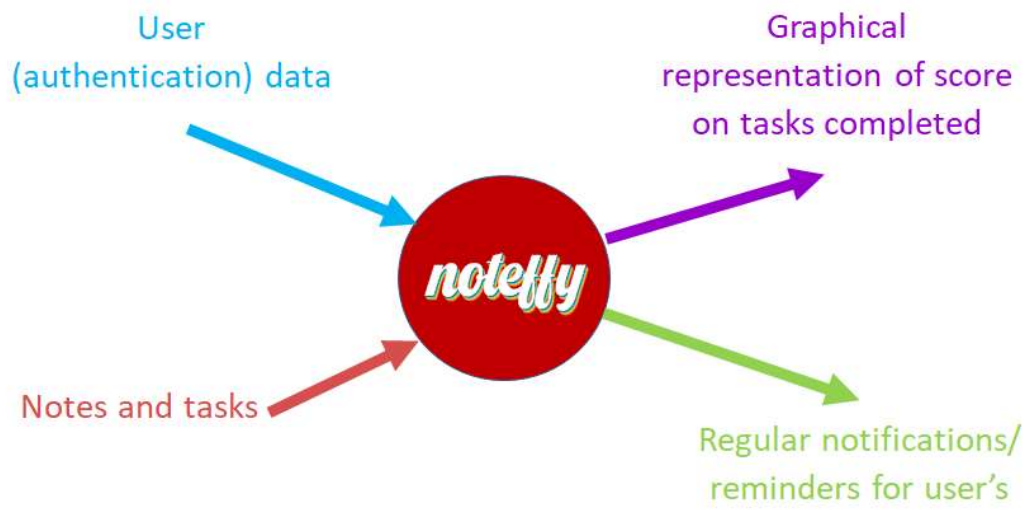 User
(authentication) data
Graphical
representation of score
on tasks completed
noteffy
Notes and tasks
Regular notifications/
reminders for user’s